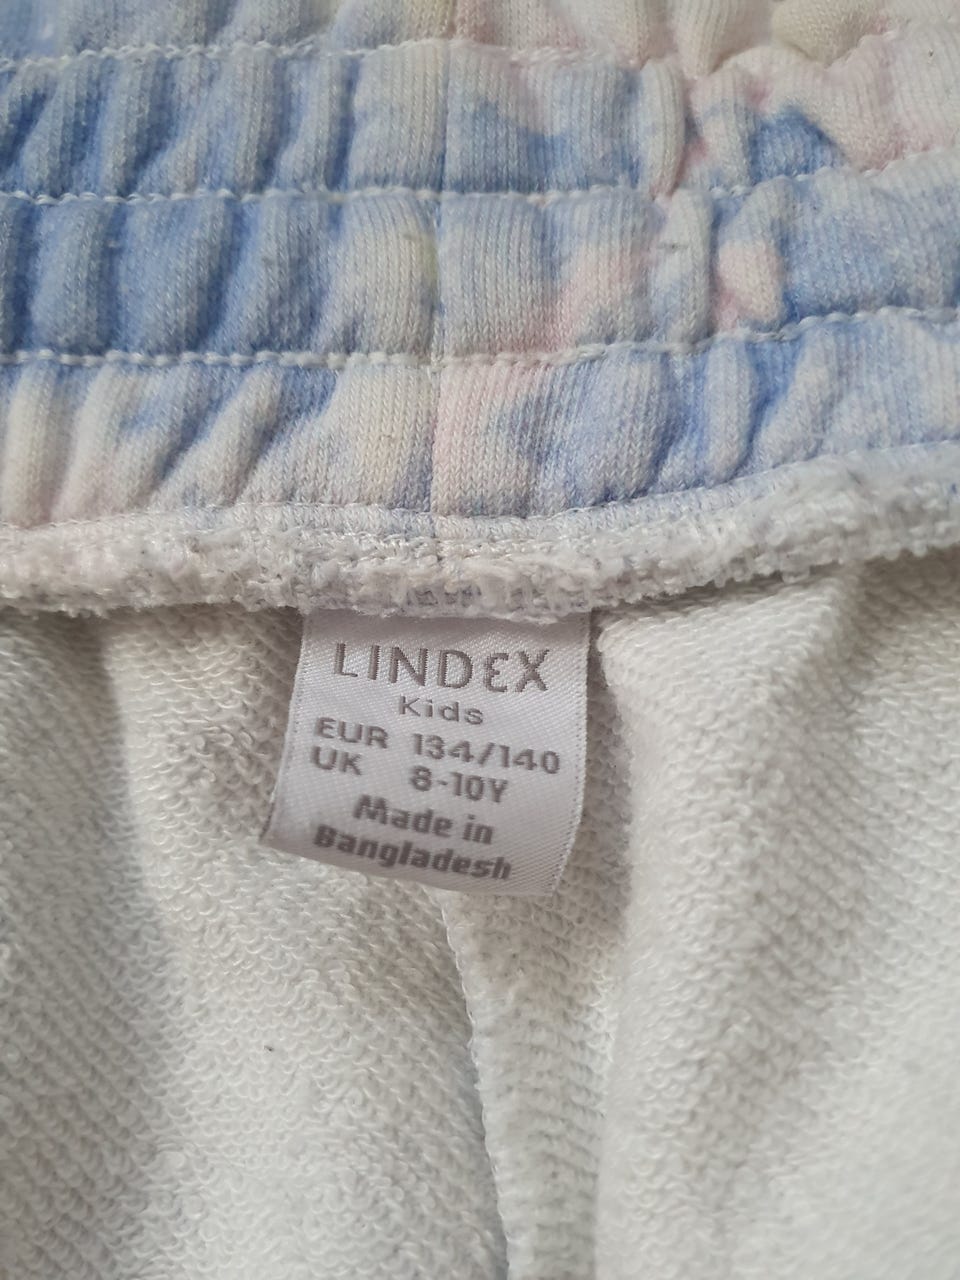 LINDEX
Kids
EUR 134/140
UK 8-10Y
Made in
Bangladesh